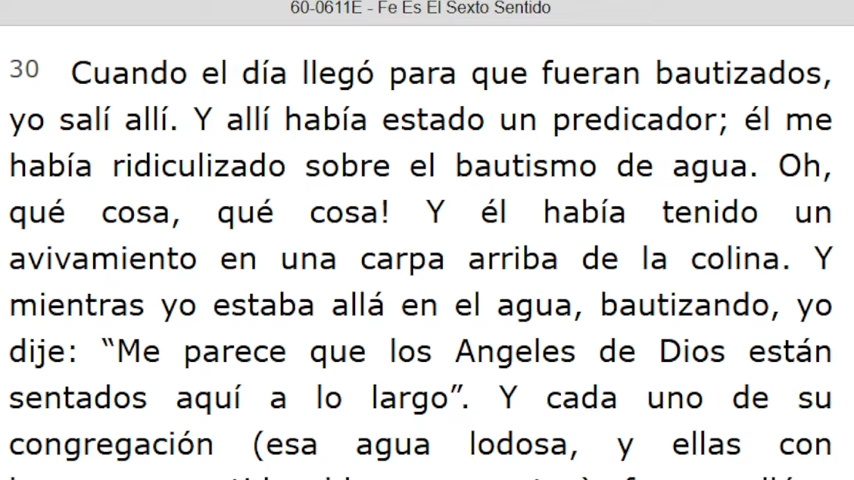 60-0611E - Fe Es El Sexto Sentido
30 Cuando el día llegó para que fueran bautizados,
yo salí allí. Y allí había estado un predicador; él me
había ridiculizado sobre el bautismo de agua. Oh,
qué cosa, qué cosa! Y él había tenido un
avivamiento en una carpa arriba de la colina. Y
mientras yo estaba allá en el agua, bautizando, yo
dije: “Me parece que los Angeles de Dios están
sentados aquí a lo largo”. Y cada uno de su
congregación (esa agua lodosa, y ellas con